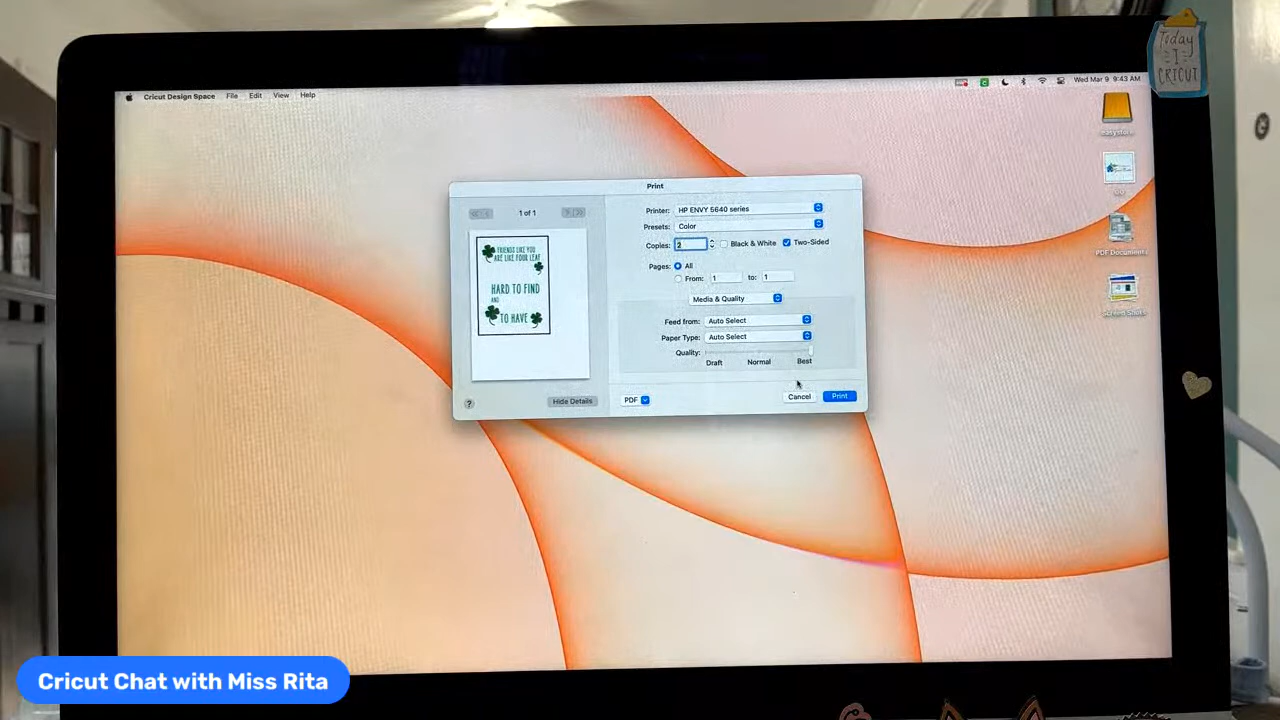 Today
I
CRICUT
Cricut Design Space File Edit View Help
Wed Mar 9 9:43 AM
easystore
PDF Documents
Screen Shots
Print
1 of 1
Printer: HP ENVY 5640 series
Presets: Color
Copies: 2 Black & White Two-Sided
Pages: All
From: 1 to: 1
Media & Quality
Feed from: Auto Select
Paper Type: Auto Select
Quality:
Draft Normal Best
? Hide Details PDF Cancel Print
FRIENDS LIKE YOU
ARE LIKE FOUR LEAF
HARD TO FIND
AND
TO HAVE
Cricut Chat with Miss Rita